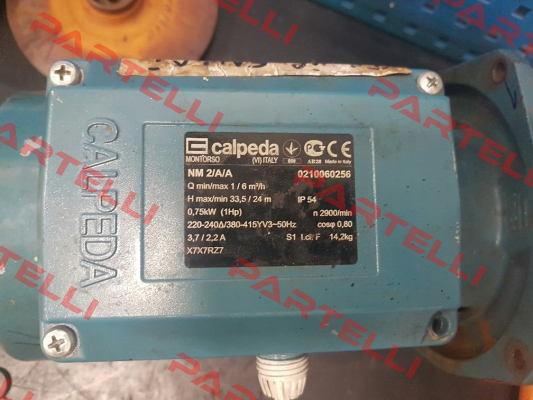 CALPEDA
calpeda
MONTORSO (VI) ITALY
Made in Italy
NM 2/A/A 0210060256
Q min/max 1 / 6 m³/h
H max/min 33,5 / 24 m IP 54
0,75kW (1Hp) n 2900/min
220-240Δ/380-415YV3~50Hz cosφ 0,80
3,7 / 2,2 A S1 I.cl. F 14,2kg
X7X7RZ7
PARTELLI
PARTELLI
PARTELLI
PARTELLI
PARTELLI
PARTELLI